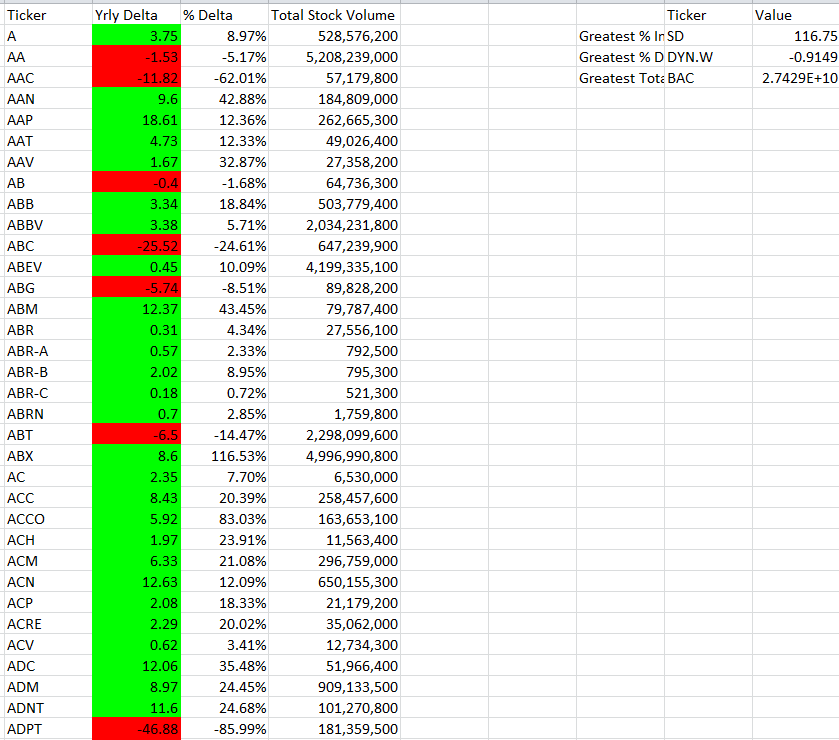 Ticker Yrly Delta % Delta Total Stock Volume Ticker Value
A 3.75 8.97% 528,576,200 Greatest % In SD 116.75
AA -1.53 -5.17% 5,208,239,000 Greatest % D DYN.W -0.9149
AAC -11.82 -62.01% 57,179,800 Greatest Tota BAC 2.7429E+10
AAN 9.6 42.88% 184,809,000
AAP 18.61 12.36% 262,665,300
AAT 4.73 12.33% 49,026,400
AAV 1.67 32.87% 27,358,200
AB -0.4 -1.68% 64,736,300
ABB 3.34 18.84% 503,779,400
ABBV 3.38 5.71% 2,034,231,800
ABC -25.52 -24.61% 647,239,900
ABEV 0.45 10.09% 4,199,335,100
ABG -5.74 -8.51% 89,828,200
ABM 12.37 43.45% 79,787,400
ABR 0.31 4.34% 27,556,100
ABR-A 0.57 2.33% 792,500
ABR-B 2.02 8.95% 795,300
ABR-C 0.18 0.72% 521,300
ABRN 0.7 2.85% 1,759,800
ABT -6.5 -14.47% 2,298,099,600
ABX 8.6 116.53% 4,996,990,800
AC 2.35 7.70% 6,530,000
ACC 8.43 20.39% 258,457,600
ACCO 5.92 83.03% 163,653,100
ACH 1.97 23.91% 11,563,400
ACM 6.33 21.08% 296,759,000
ACN 12.63 12.09% 650,155,300
ACP 2.08 18.33% 21,179,200
ACRE 2.29 20.02% 35,062,000
ACV 0.62 3.41% 12,734,300
ADC 12.06 35.48% 51,966,400
ADM 8.97 24.45% 909,133,500
ADNT 11.6 24.68% 101,270,800
ADPT -46.88 -85.99% 181,359,500